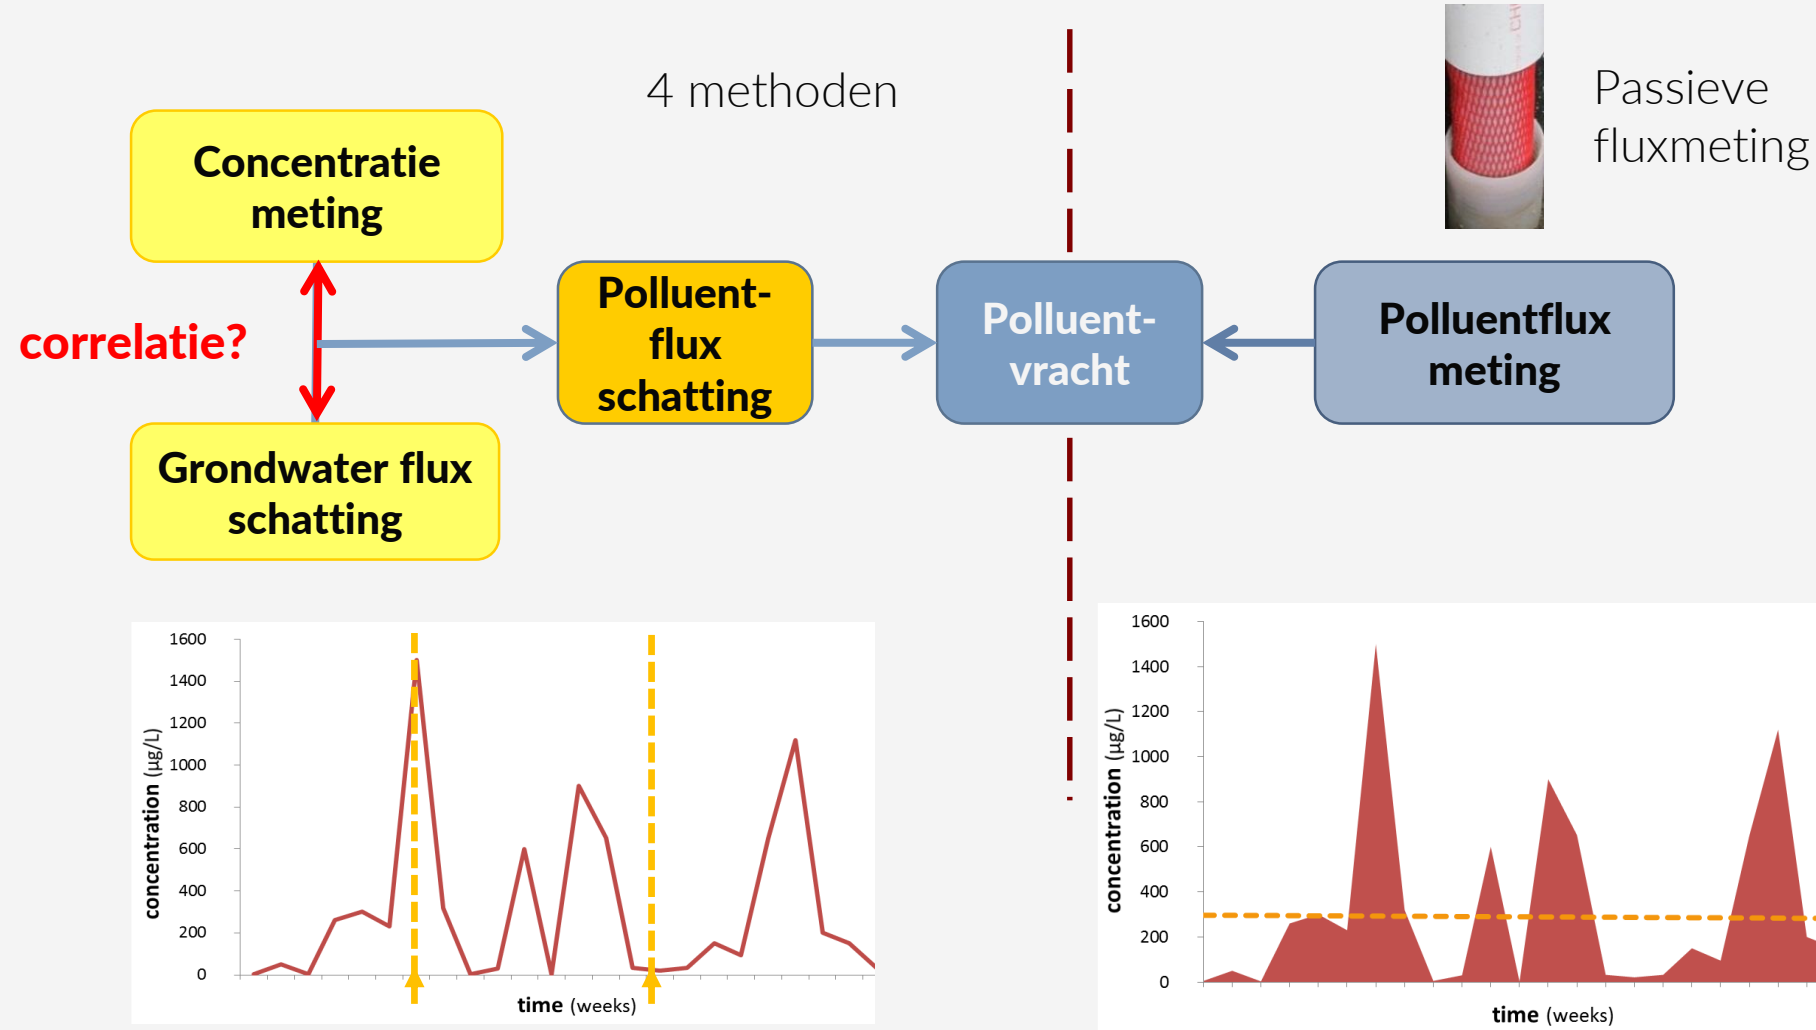 4 methoden
Passieve
fluxmeting
CH
Concentratie
meting
correlatie?
Grondwater flux
schatting
Polluent-
flux
schatting
Polluent-
vracht
Polluentflux
meting
concentration (µg/L)
1600
1400
1200
1000
800
600
400
200
0
time (weeks)
concentration (µg/L)
1600
1400
1200
1000
800
600
400
200
0
time (weeks)